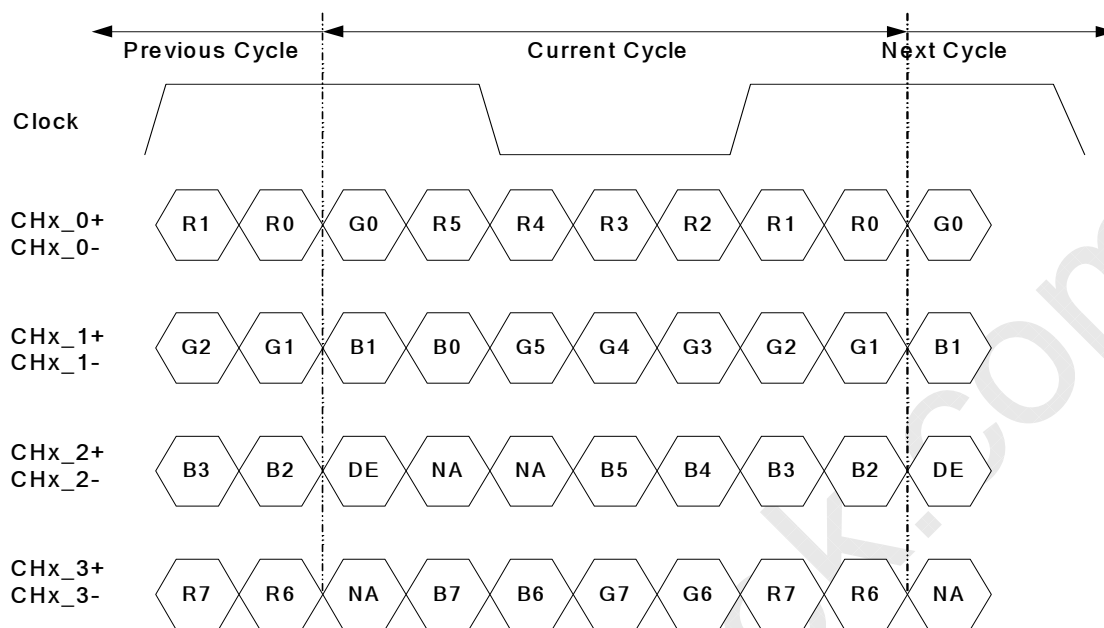 Previous Cycle Current Cycle Next Cycle
Clock
CHx_0+
CHx_0-
R1 R0 G0 R5 R4 R3 R2 R1 R0 G0
CHx_1+
CHx_1-
G2 G1 B1 B0 G5 G4 G3 G2 G1 B1
CHx_2+
CHx_2-
B3 B2 DE NA NA B5 B4 B3 B2 DE
CHx_3+
CHx_3-
R7 R6 NA B7 B6 G7 G6 R7 R6 NA
k.com